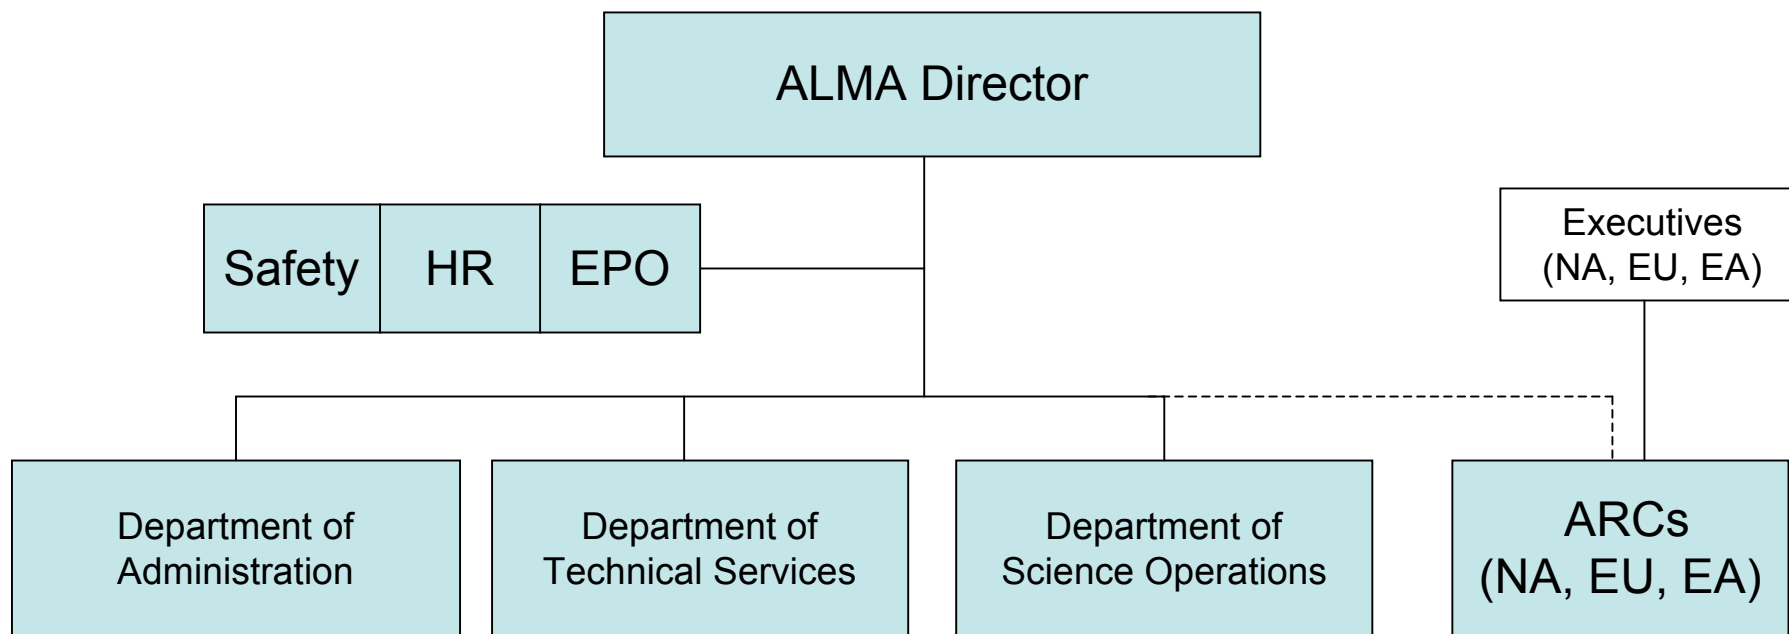 ALMA Director
Safety
HR
EPO
Executives
(NA, EU, EA)
Department of
Administration
Department of
Technical Services
Department of
Science Operations
ARCs
(NA, EU, EA)